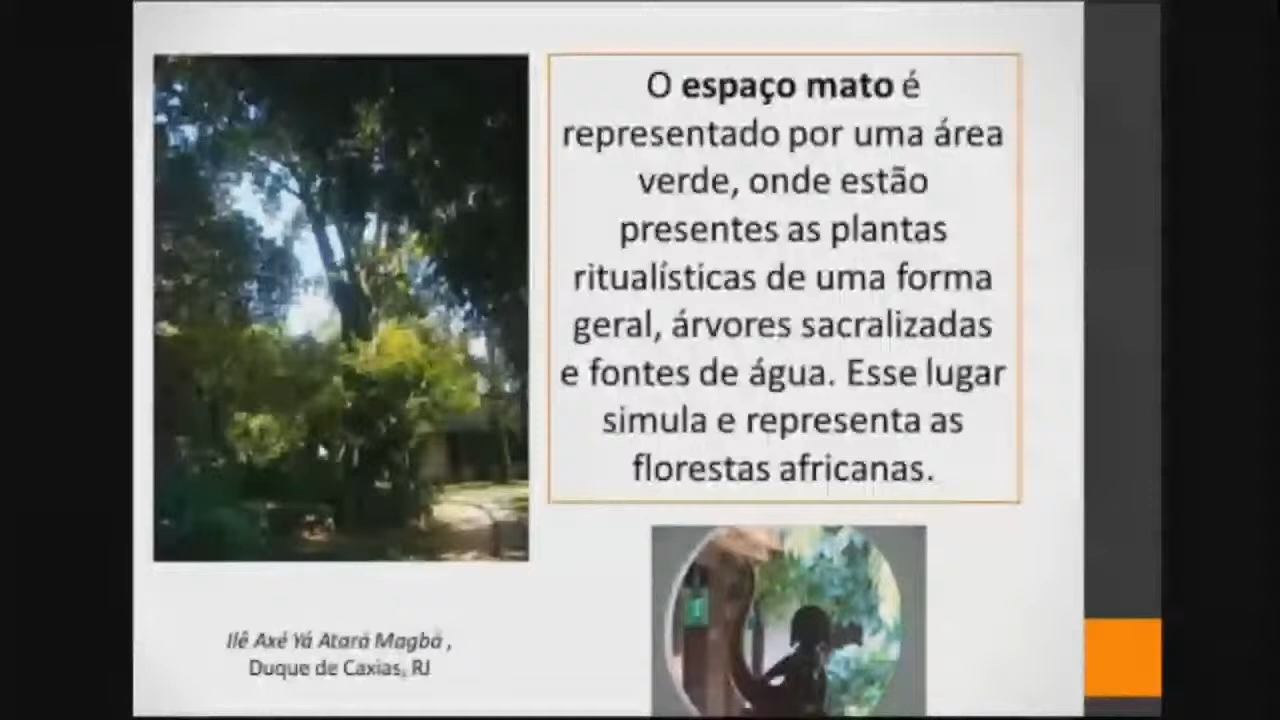 O espaço mato é
representado por uma área
verde, onde estão
presentes as plantas
ritualísticas de uma forma
geral, árvores sacralizadas
e fontes de água. Esse lugar
simula e representa as
florestas africanas.
Ilê Axé Yá Atará Magbá ,
Duque de Caxias, RJ